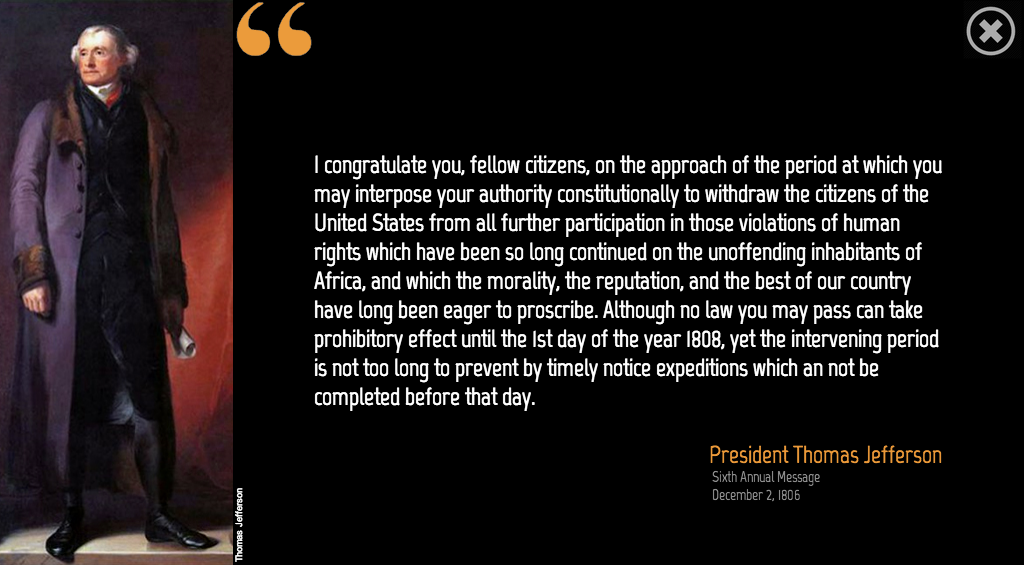 “
I congratulate you, fellow citizens, on the approach of the period at which you
may interpose your authority constitutionally to withdraw the citizens of the
United States from all further participation in those violations of human
rights which have been so long continued on the unoffending inhabitants of
Africa, and which the morality, the reputation, and the best of our country
have long been eager to proscribe. Although no law you may pass can take
prohibitory effect until the 1st day of the year 1808, yet the intervening period
is not too long to prevent by timely notice expeditions which an not be
completed before that day.
President Thomas Jefferson
Sixth Annual Message
December 2, 1806
Thomas Jefferson